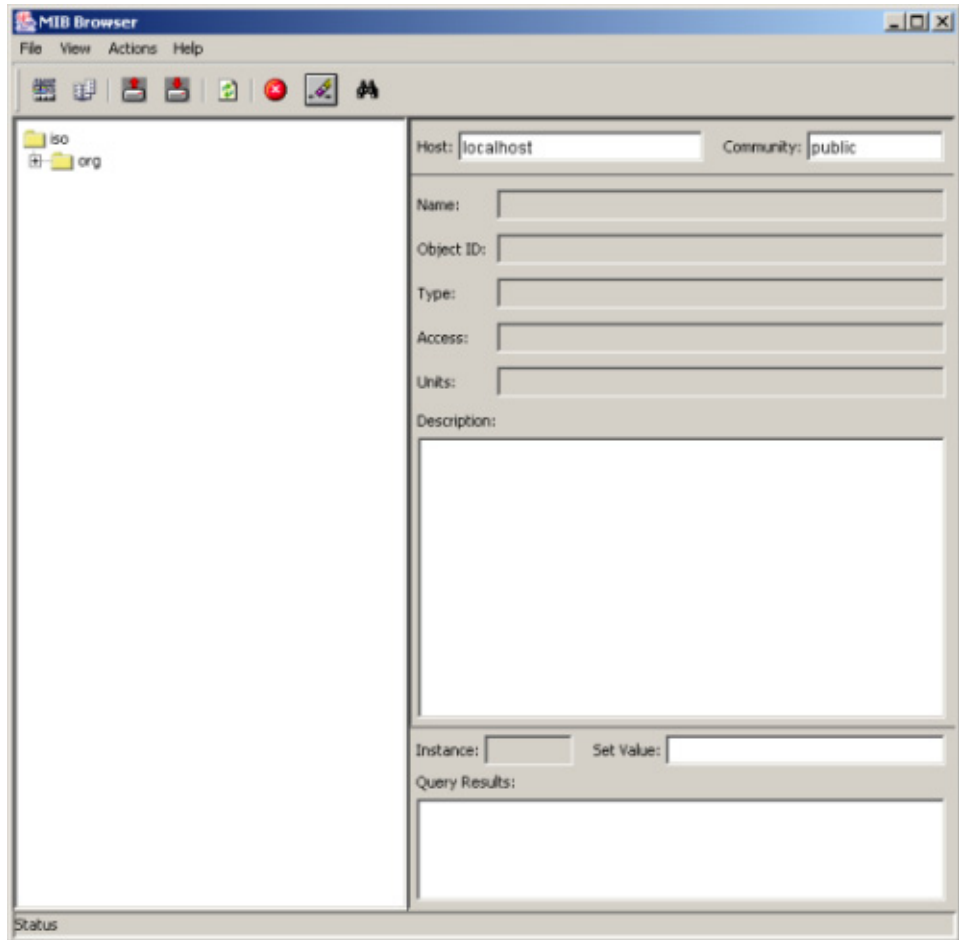 MIB Browser
File View Actions Help
iso
org
Host: localhost Community: public
Name:
Object ID:
Type:
Access:
Units:
Description:
Instance: Set Value:
Query Results:
Status